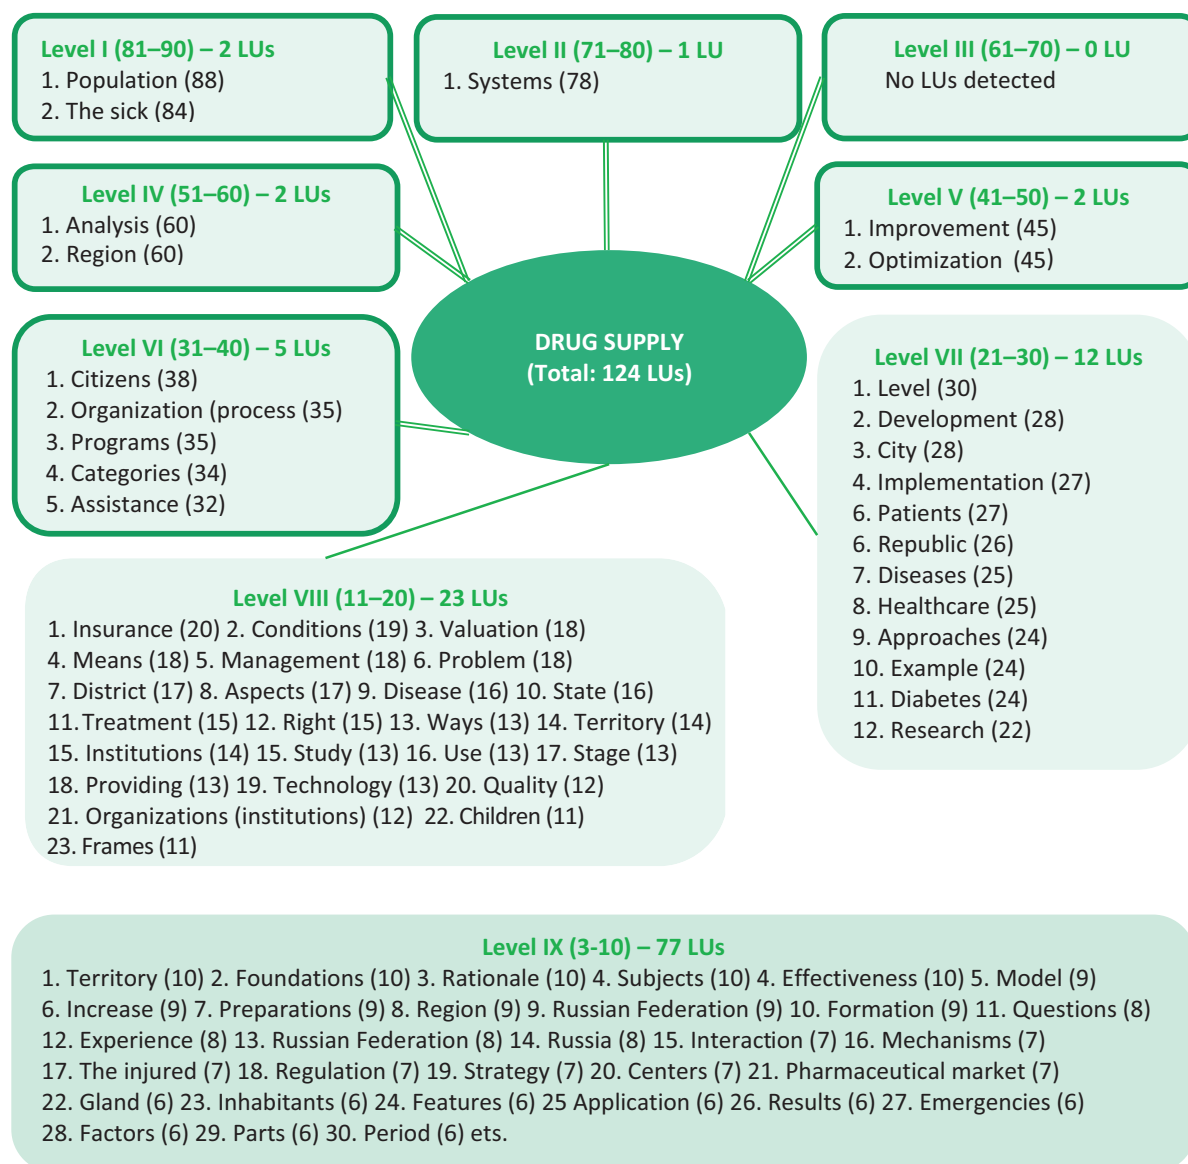 Level I (81–90) – 2 LUs
1. Population (88)
2. The sick (84)
Level II (71–80) – 1 LU
1. Systems (78)
Level III (61–70) – 0 LU
No LUs detected
Level IV (51–60) – 2 LUs
1. Analysis (60)
2. Region (60)
Level V (41–50) – 2 LUs
1. Improvement (45)
2. Optimization (45)
DRUG SUPPLY
(Total: 124 LUs)
Level VI (31–40) – 5 LUs
1. Citizens (38)
2. Organization (process (35)
3. Programs (35)
4. Categories (34)
5. Assistance (32)
Level VII (21–30) – 12 LUs
1. Level (30)
2. Development (28)
3. City (28)
4. Implementation (27)
6. Patients (27)
6. Republic (26)
7. Diseases (25)
8. Healthcare (25)
9. Approaches (24)
10. Example (24)
11. Diabetes (24)
12. Research (22)
Level VIII (11–20) – 23 LUs
1. Insurance (20) 2. Conditions (19) 3. Valuation (18)
4. Means (18) 5. Management (18) 6. Problem (18)
7. District (17) 8. Aspects (17) 9. Disease (16) 10. State (16)
11. Treatment (15) 12. Right (15) 13. Ways (13) 14. Territory (14)
15. Institutions (14) 15. Study (13) 16. Use (13) 17. Stage (13)
18. Providing (13) 19. Technology (13) 20. Quality (12)
21. Organizations (institutions) (12) 22. Children (11)
23. Frames (11)
Level IX (3-10) – 77 LUs
1. Territory (10) 2. Foundations (10) 3. Rationale (10) 4. Subjects (10) 4. Effectiveness (10) 5. Model (9)
6. Increase (9) 7. Preparations (9) 8. Region (9) 9. Russian Federation (9) 10. Formation (9) 11. Questions (8)
12. Experience (8) 13. Russian Federation (8) 14. Russia (8) 15. Interaction (7) 16. Mechanisms (7)
17. The injured (7) 18. Regulation (7) 19. Strategy (7) 20. Centers (7) 21. Pharmaceutical market (7)
22. Gland (6) 23. Inhabitants (6) 24. Features (6) 25 Application (6) 26. Results (6) 27. Emergencies (6)
28. Factors (6) 29. Parts (6) 30. Period (6) ets.